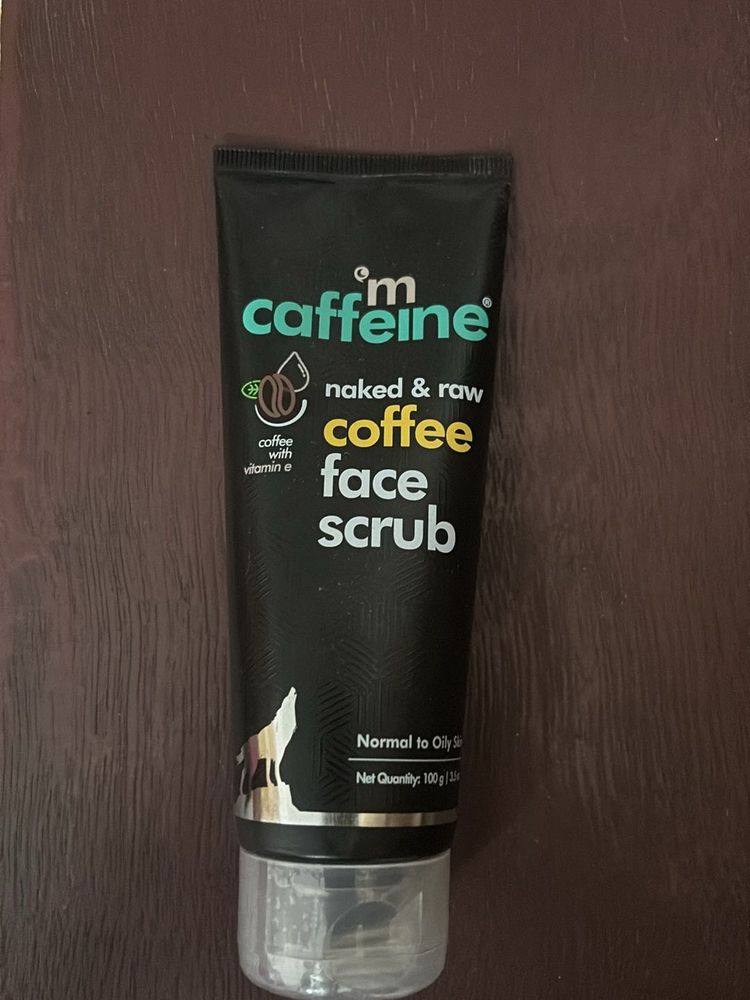 'm
caffeine®
naked & raw
coffee
face
scrub
coffee
with
vitamin e
Normal to Oily
Net Quantity: 100 g |